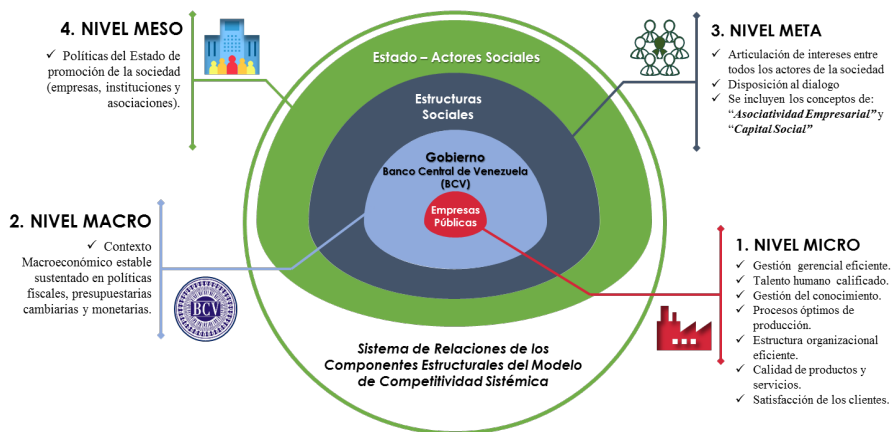 4. NIVEL MESO
✓ Políticas del Estado de
promoción de la sociedad
(empresas, instituciones y
asociaciones).
3. NIVEL META
✓ Articulación de intereses entre
todos los actores de la sociedad
✓ Disposición al dialogo
✓ Se incluyen los conceptos de:
“Asociatividad Empresarial” y
“Capital Social”
Estado – Actores Sociales
Estructuras
Sociales
Gobierno
Banco Central de Venezuela
(BCV)
Empresas
Públicas
2. NIVEL MACRO
✓ Contexto
Macroeconómico estable
sustentado en políticas
fiscales, presupuestarias
cambiarias y monetarias.
BCV
1. NIVEL MICRO
✓ Gestión gerencial eficiente.
✓ Talento humano calificado.
✓ Gestión del conocimiento.
✓ Procesos óptimos de
producción.
✓ Estructura organizacional
eficiente.
✓ Calidad de productos y
servicios.
✓ Satisfacción de los clientes.
Sistema de Relaciones de los
Componentes Estructurales del Modelo
de Competitividad Sistémica